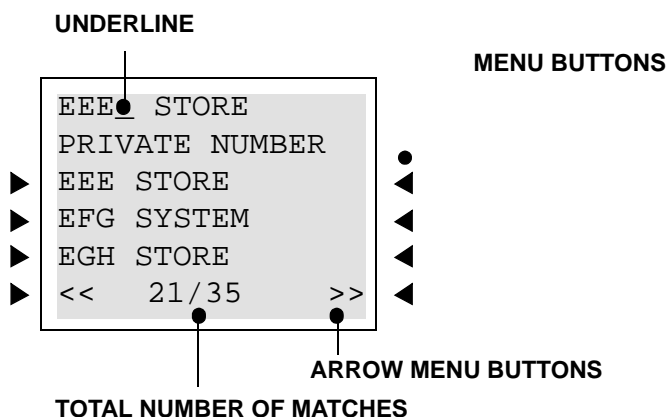 UNDERLINE
MENU BUTTONS
EEE_ STORE
PRIVATE NUMBER
EEE STORE
EFG SYSTEM
EGH STORE
<< 21/35 >>
ARROW MENU BUTTONS
TOTAL NUMBER OF MATCHES